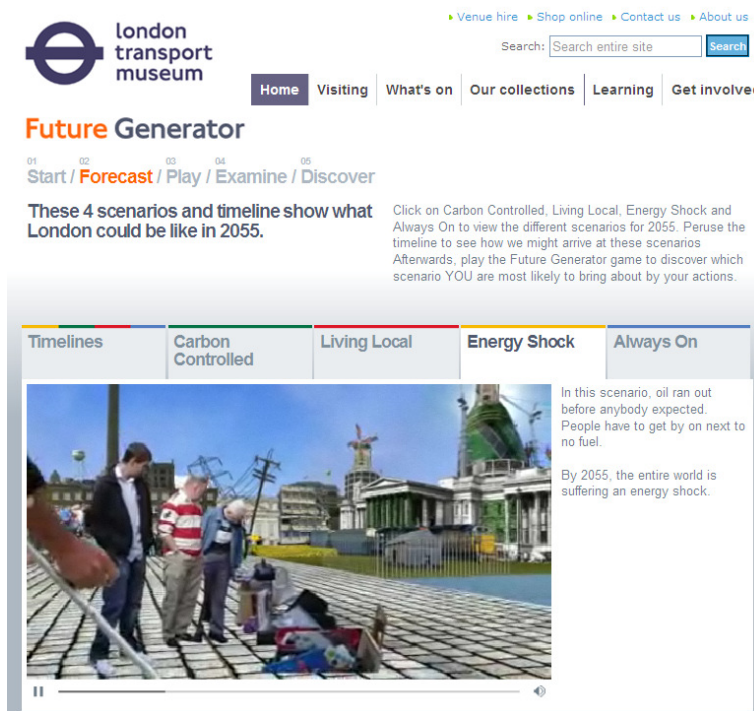 Venue hire Shop online Contact us About us
london
transport
museum
Search: Search entire site Search
Home Visiting What's on Our collections Learning Get involve
Future Generator
01 02 03 04 05
Start / Forecast / Play / Examine / Discover
These 4 scenarios and timeline show what
London could be like in 2055.
Click on Carbon Controlled, Living Local, Energy Shock and
Always On to view the different scenarios for 2055. Peruse the
timeline to see how we might arrive at these scenarios
Afterwards, play the Future Generator game to discover which
scenario YOU are most likely to bring about by your actions.
Timelines
Carbon
Controlled
Living Local
Energy Shock
Always On
In this scenario, oil ran out
before anybody expected.
People have to get by on next to
no fuel.
By 2055, the entire world is
suffering an energy shock.